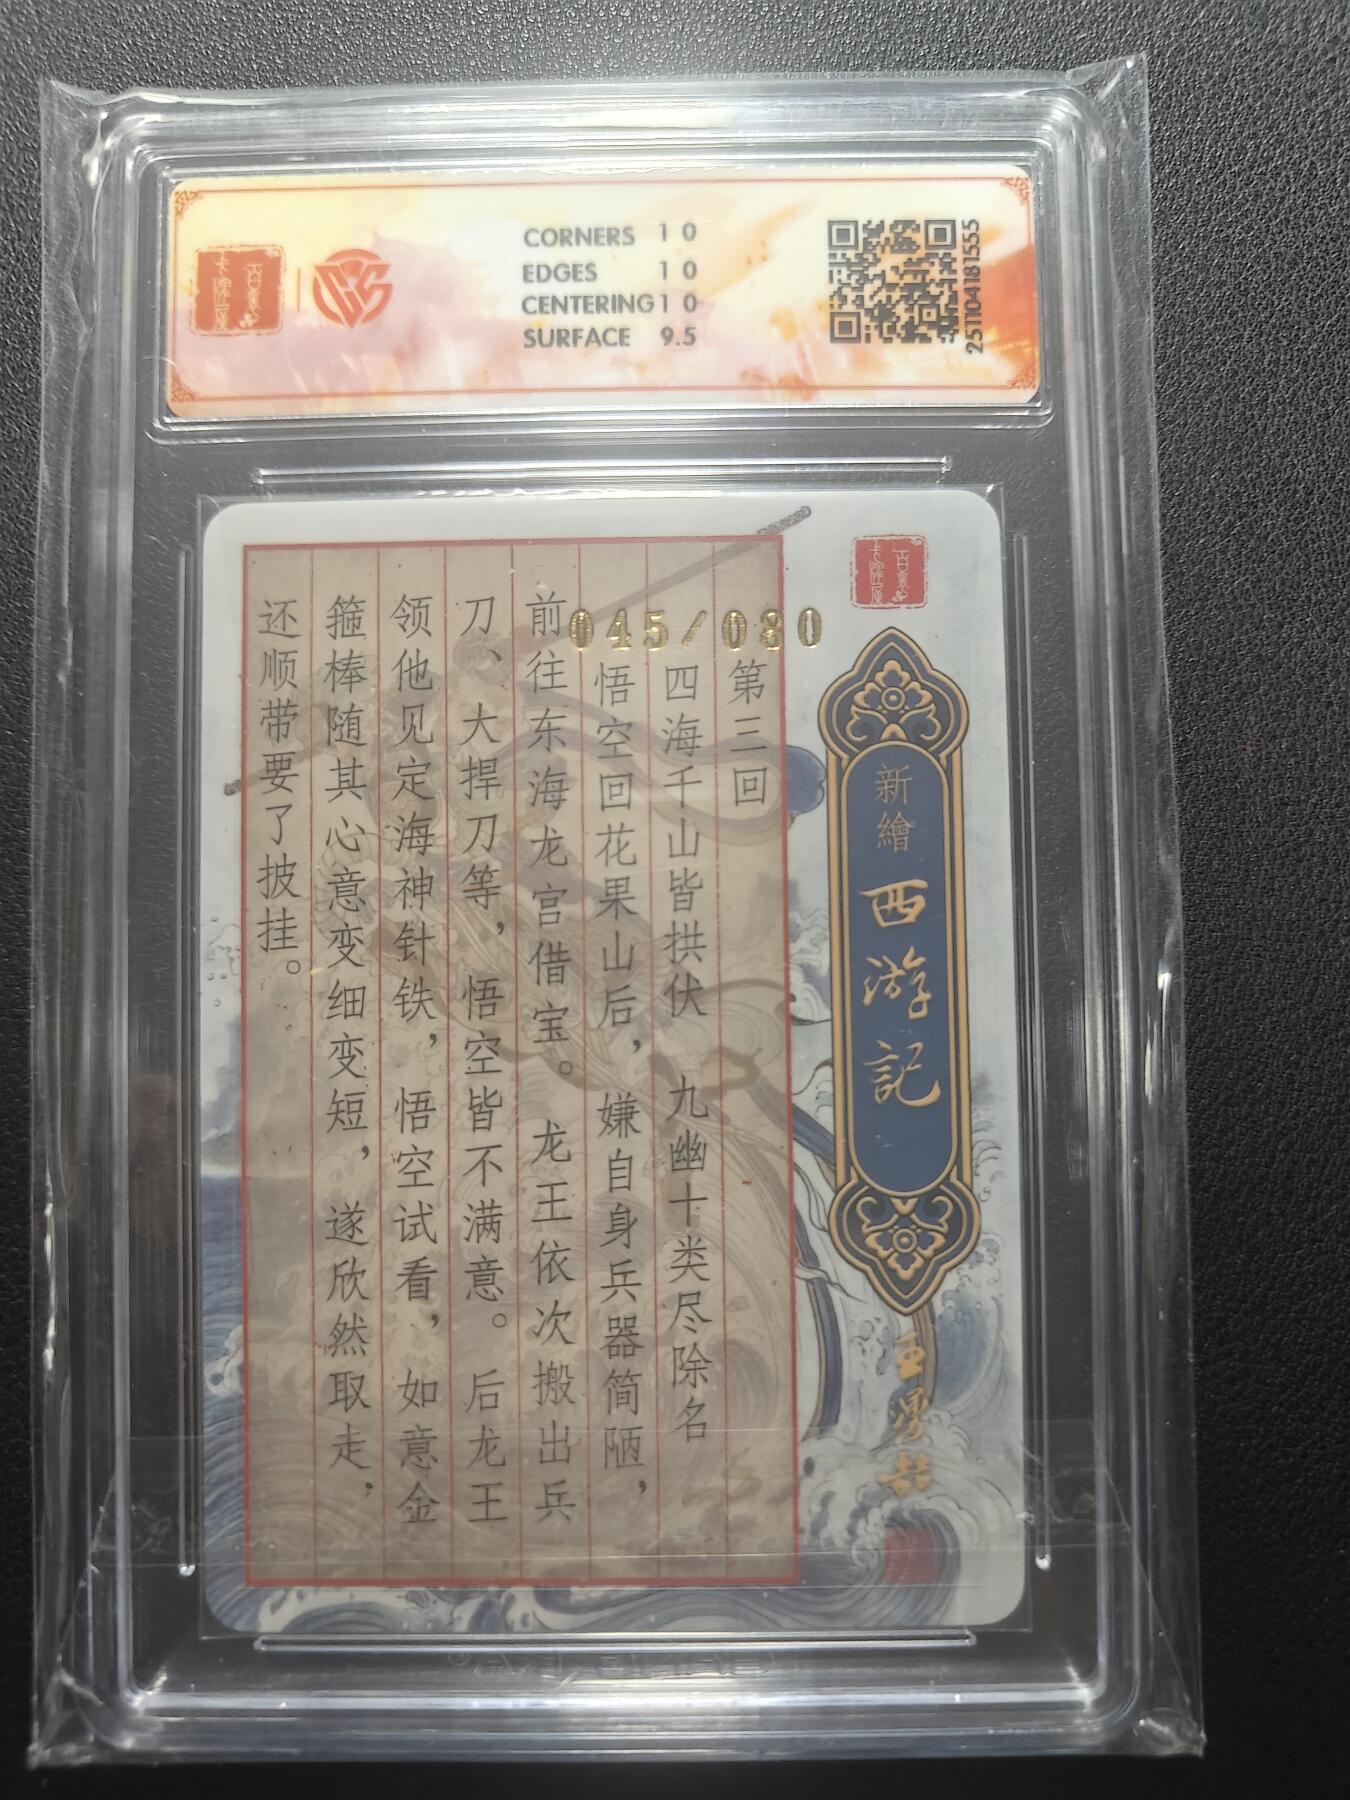 CORNERS 10
EDGES 10
CENTERING 10
SURFACE 9.5
251104181555
045/080
第三回
四海千山皆拱伏 九幽十类尽除名
悟空回花果山后，嫌自身兵器简陋，
前往东海龙宫借宝。龙王依次搬出兵
刀、大捍刀等，悟空皆不满意。后龙王
领他见定海神针铁，悟空试看，如意金
箍棒随其心意变细变短，遂欣然取走，
还顺带要了披挂。
新繪
西游記